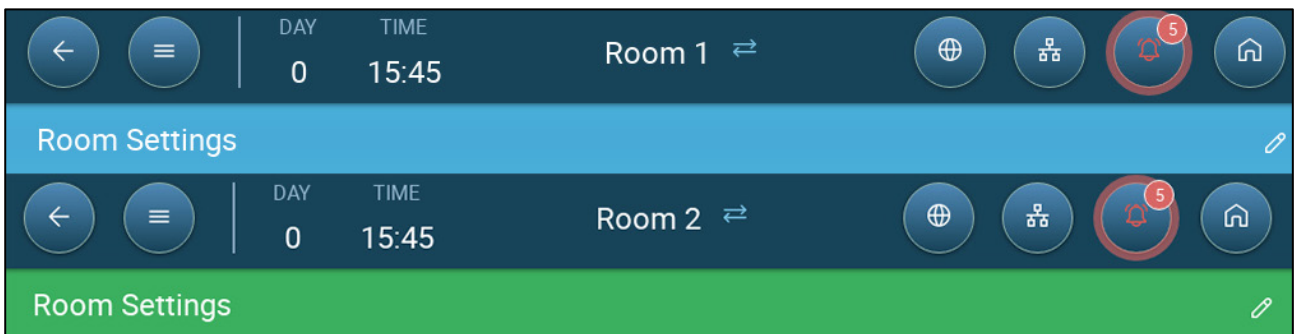 DAY TIME
0 15:45 Room 1 5
Room Settings
DAY TIME
0 15:45 Room 2 5
Room Settings